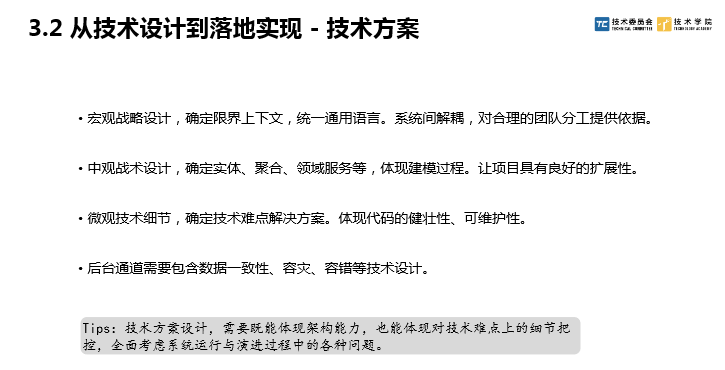 3.2 从技术设计到落地实现 - 技术方案
TC 技术委员会
TECHNICAL COMMITTEE
技术学院
TECHNOLOGY ACADEMY
• 宏观战略设计，确定限界上下文，统一通用语言。系统间解耦，对合理的团队分工提供依据。
• 中观战术设计，确定实体、聚合、领域服务等，体现建模过程。让项目具有良好的扩展性。
• 微观技术细节，确定技术难点解决方案。体现代码的健壮性、可维护性。
• 后台通道需要包含数据一致性、容灾、容错等技术设计。
Tips：技术方案设计，需要既能体现架构能力，也能体现对技术难点上的细节把
控，全面考虑系统运行与演进过程中的各种问题。